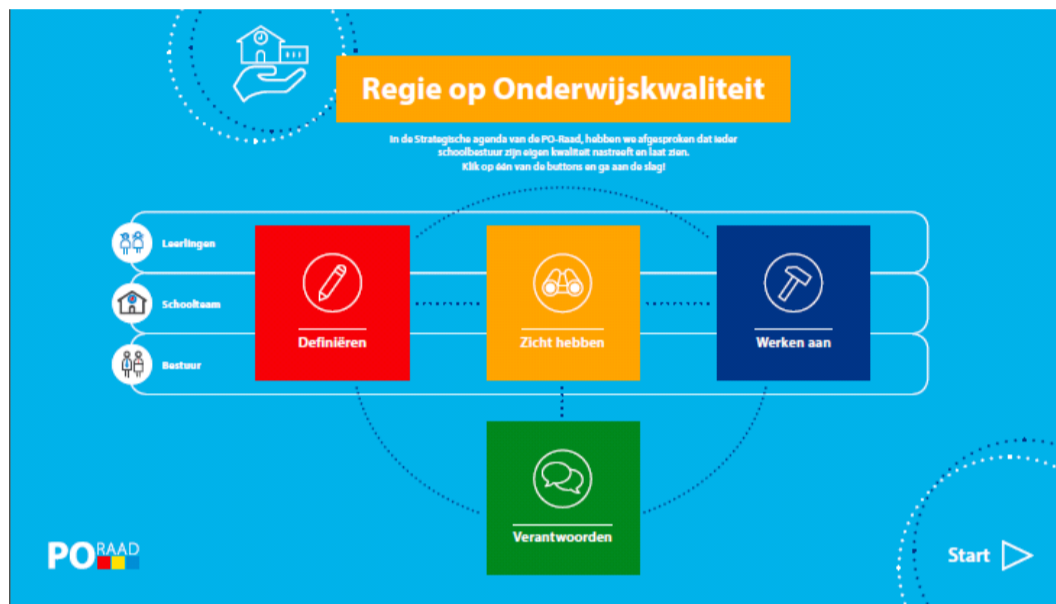 Regie op Onderwijskwaliteit
In de Strategische agenda van de PO-Raad, hebben we afgesproken dat ieder
schoolbestuur zijn eigen kwaliteit nastreeft en laat zien.
Klik op één van de buttons en ga aan de slag!
Leerlingen
Schoolteam
Bestuur
Definiëren
Zicht hebben
Werken aan
Verantwoorden
PO RAAD
Start